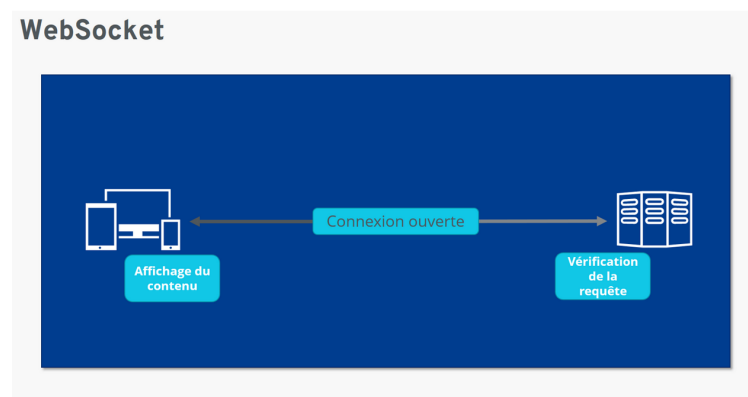 WebSocket
Connexion ouverte
Affichage du
contenu
Vérification
de la
requête